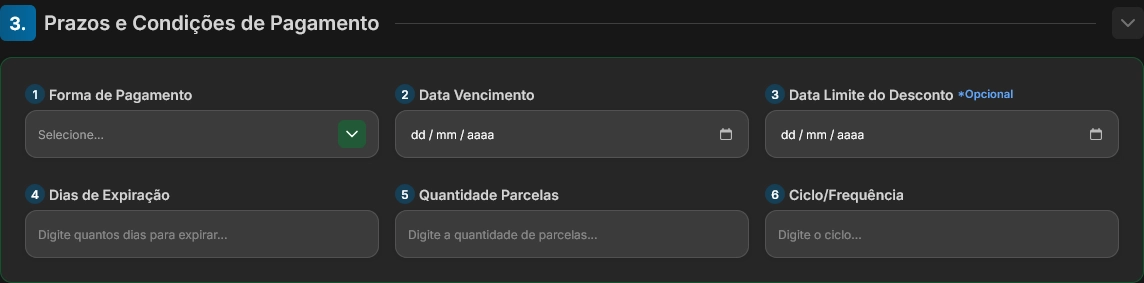 3. Prazos e Condições de Pagamento
1 Forma de Pagamento
Selecione...
2 Data Vencimento
dd / mm / aaaa
3 Data Limite do Desconto *Opcional
dd / mm / aaaa
4 Dias de Expiração
Digite quantos dias para expirar...
5 Quantidade Parcelas
Digite a quantidade de parcelas...
6 Ciclo/Frequência
Digite o ciclo...